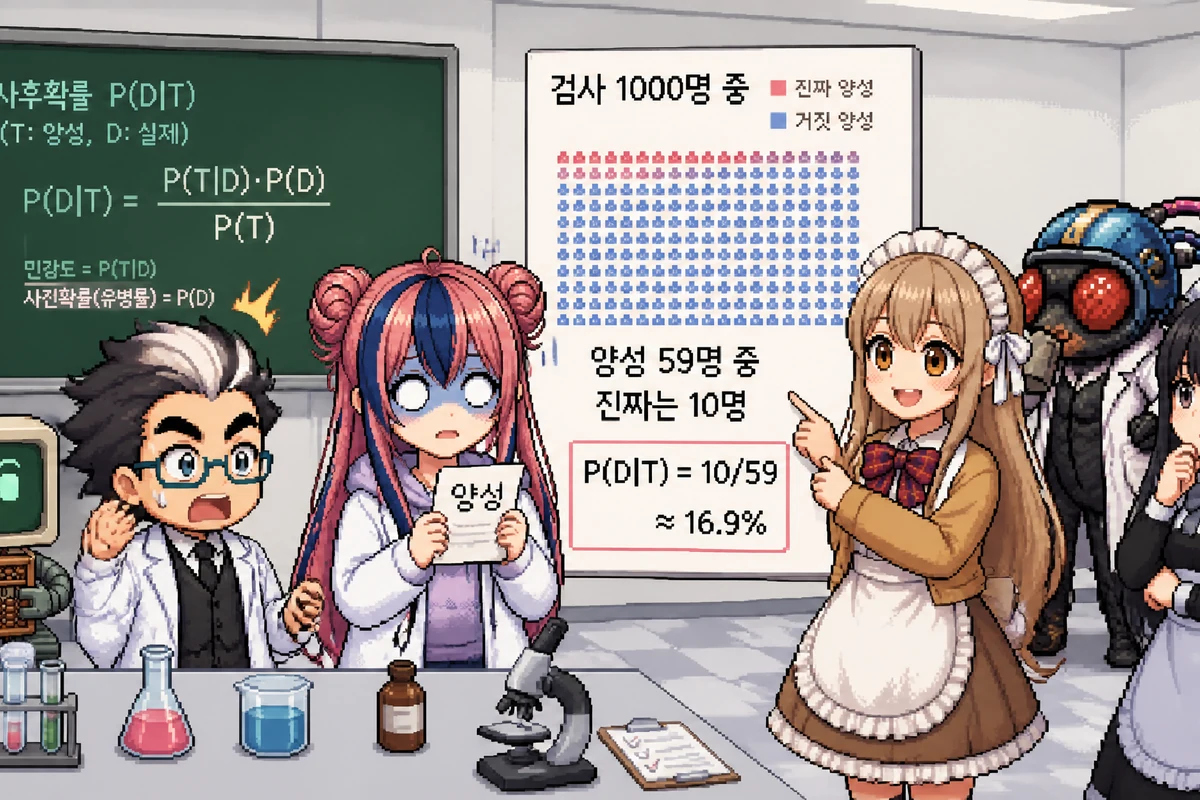 사후확률 P(D|T)
(T: 양성, D: 실제)
P(D|T) = P(T|D)·P(D)
P(T)
민감도 = P(T|D)
사전확률(유병률) = P(D)
검사 1000명 중
진짜 양성
거짓 양성
양성 59명 중
진짜는 10명
P(D|T) = 10/59
≈ 16.9%
양성